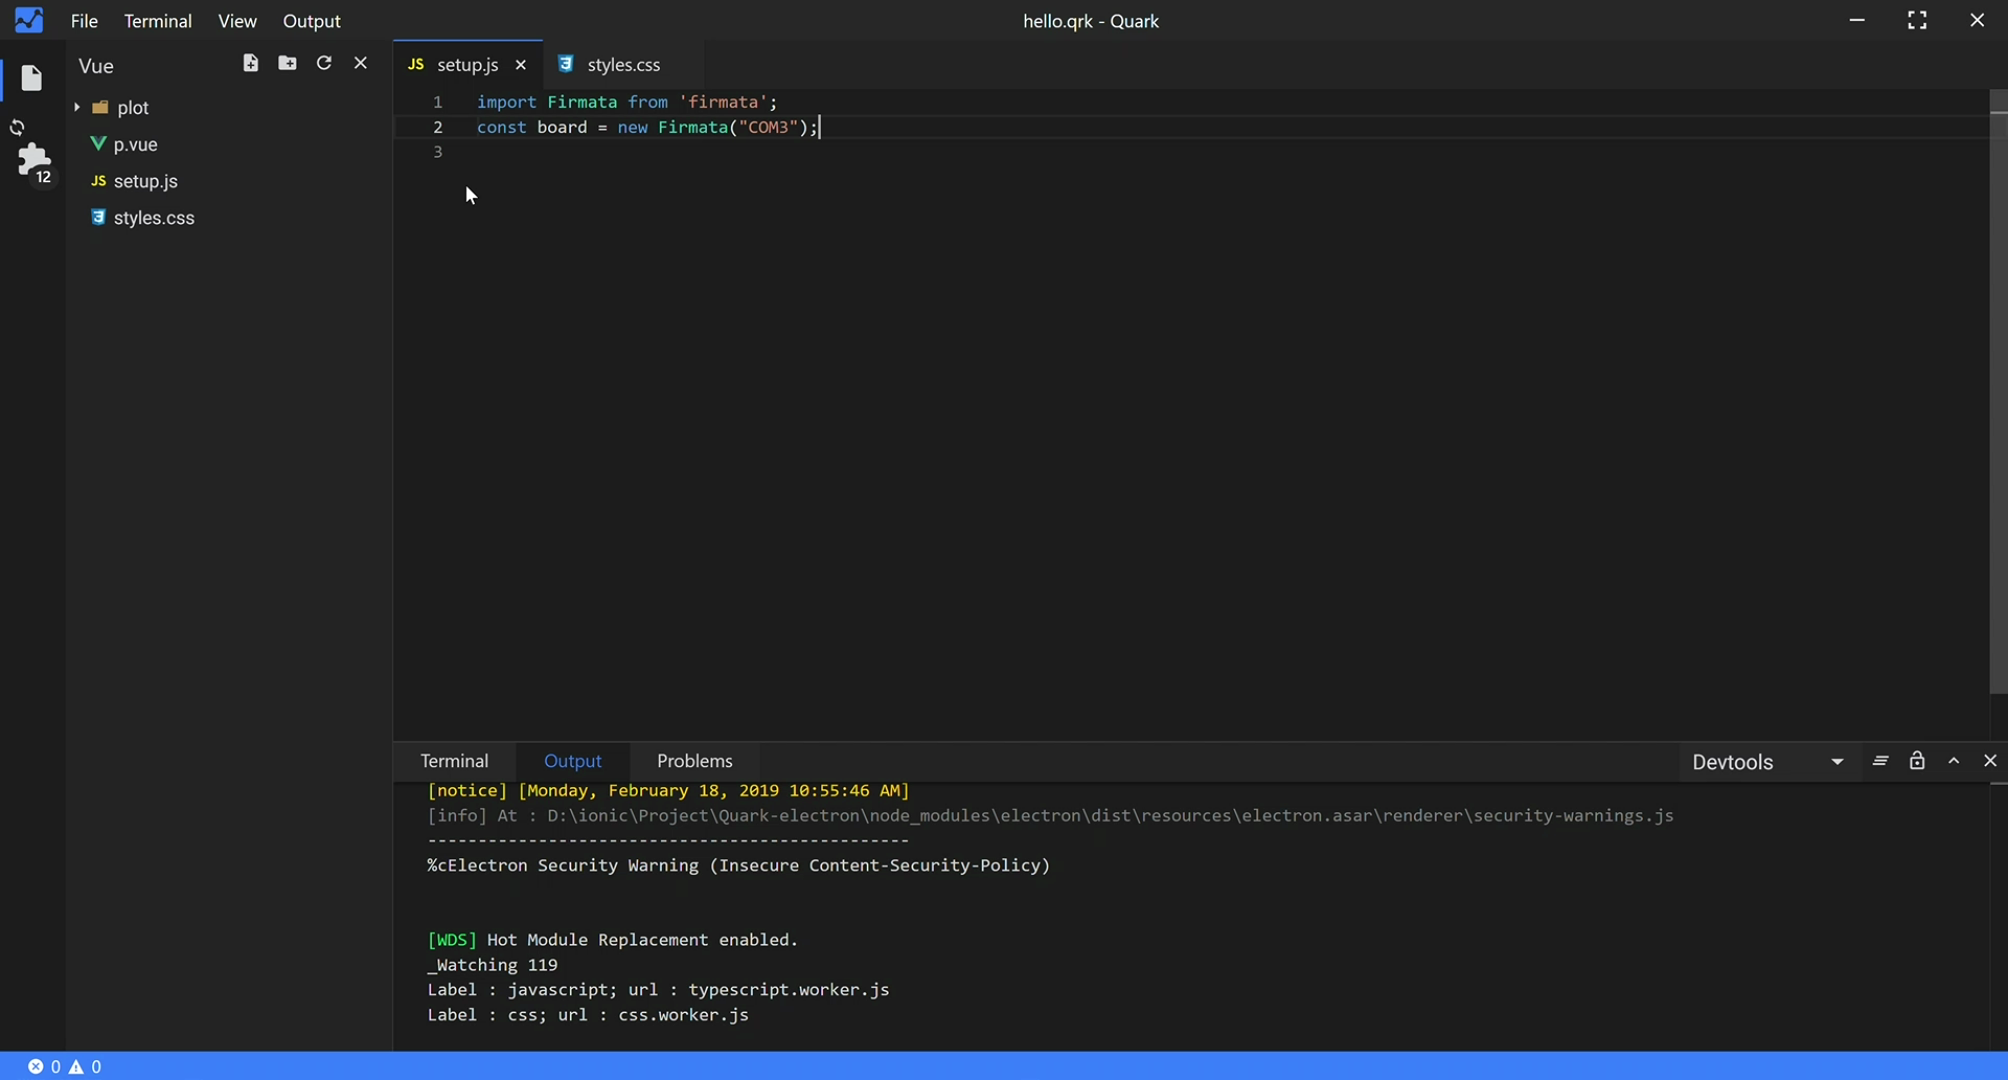 File Terminal View Output
hello.qrk - Quark
Vue
plot
p.vue
JS setup.js
styles.css
12
JS setup.js
styles.css
1 import Firmata from 'firmata';
2 const board = new Firmata("COM3");
3
Terminal Output Problems
Devtools
[notice] [Monday, February 18, 2019 10:55:46 AM]
[info] At : D:\ionic\Project\Quark-electron\node_modules\electron\dist\resources\electron.asar\renderer\security-warnings.js
------------------------------------------------
%cElectron Security Warning (Insecure Content-Security-Policy)
[WDS] Hot Module Replacement enabled.
_Watching 119
Label : javascript; url : typescript.worker.js
Label : css; url : css.worker.js
0 0